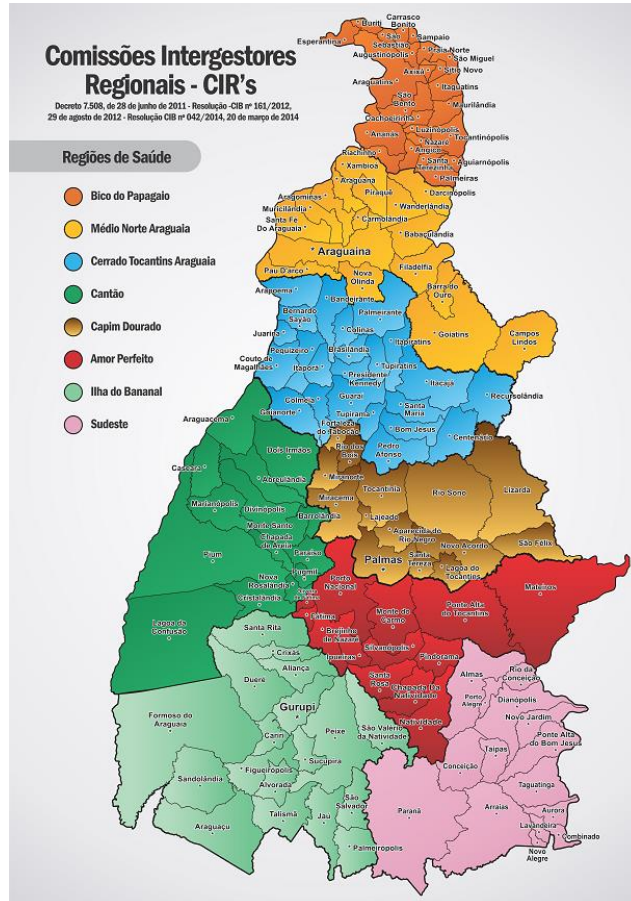 Comissões Intergestores
Regionais - CIR's
Decreto 7.508, de 28 de junho de 2011 - Resolução -CIB nº 161/2012,
29 de agosto de 2012 - Resolução CIB nº 042/2014, 20 de março de 2014
Regiões de Saúde
Bico do Papagaio
Médio Norte Araguaia
Cerrado Tocantins Araguaia
Cantão
Capim Dourado
Amor Perfeito
Ilha do Bananal
Sudeste
Carrasco
Bonito
Buriti
São
Sebastião
Sampaio
Esperantina
Augustinópolis
Praia Norte
São Miguel
Axixá
Sítio Novo
Araguatins
Itaguatins
São
Bento
Maurilândia
Cachoeirinha
Luzinópolis
Tocantinópolis
Ananás
Nazaré
Angico
Riachinho
Santa
Terezinha
Aguiarnópolis
Palmeiras
Xambioá
Araguanã
Darcinópolis
Piraquê
Aragominas
Wanderlândia
Muricilândia
Carmolândia
Santa Fé
Do Araguaia
Babaçulândia
Araguaína
Filadélfia
Pau D'arco
Nova
Olinda
Barra do
Ouro
Goiatins
Campos
Lindos
Arapoema
Bandeirante
Bernardo
Sayão
Palmeirante
Juarina
Colinas
Itapiratins
Pequizeiro
Brasilândia
Couto de
Magalhães
Itaporã
Tupiratins
Presidente
Kennedy
Itacajá
Recursolândia
Colmeia
Guaraí
Santa
Maria
Goianorte
Tupirama
Bom Jesus
Fortaleza
do Tabocão
Pedro
Afonso
Centenário
Araguacema
Dois Irmãos
Rio dos
Bois
Caseara
Abreulândia
Miranorte
Tocantínia
Rio Sono
Lizarda
Marianópolis
Divinópolis
Miracema
Monte Santo
Barrolândia
Lajeado
Chapada
de Areia
Aparecida do
Rio Negro
Pium
Paraíso
Novo Acordo
São Félix
Palmas
Santa
Tereza
Lagoa do
Tocantins
Pugmil
Nova
Rosalândia
Porto
Nacional
Mateiros
Cristalândia
Fátima
Monte do
Carmo
Ponte Alta
do Tocantins
Lagoa da
Confusão
Brejinho
de Nazaré
Santa Rita
Silvanópolis
Pindorama
Ipueiras
Crixás
Aliança
Santa
Rosa
Chapada Da
Natividade
Almas
Rio da
Conceição
Dueré
Porto
Alegre
Dianópolis
Gurupi
Natividade
Novo Jardim
Formoso do
Araguaia
Peixe
São Valério
da Natividade
Ponte Alta
do Bom Jesus
Cariri
Taipas
Sucupira
Conceição
Figueirópolis
Sandolândia
Alvorada
Taguatinga
São
Salvador
Araguaçu
Talismã
Jaú
Paranã
Arraias
Aurora
Lavandeira
Combinado
Palmeirópolis
Novo
Alegre